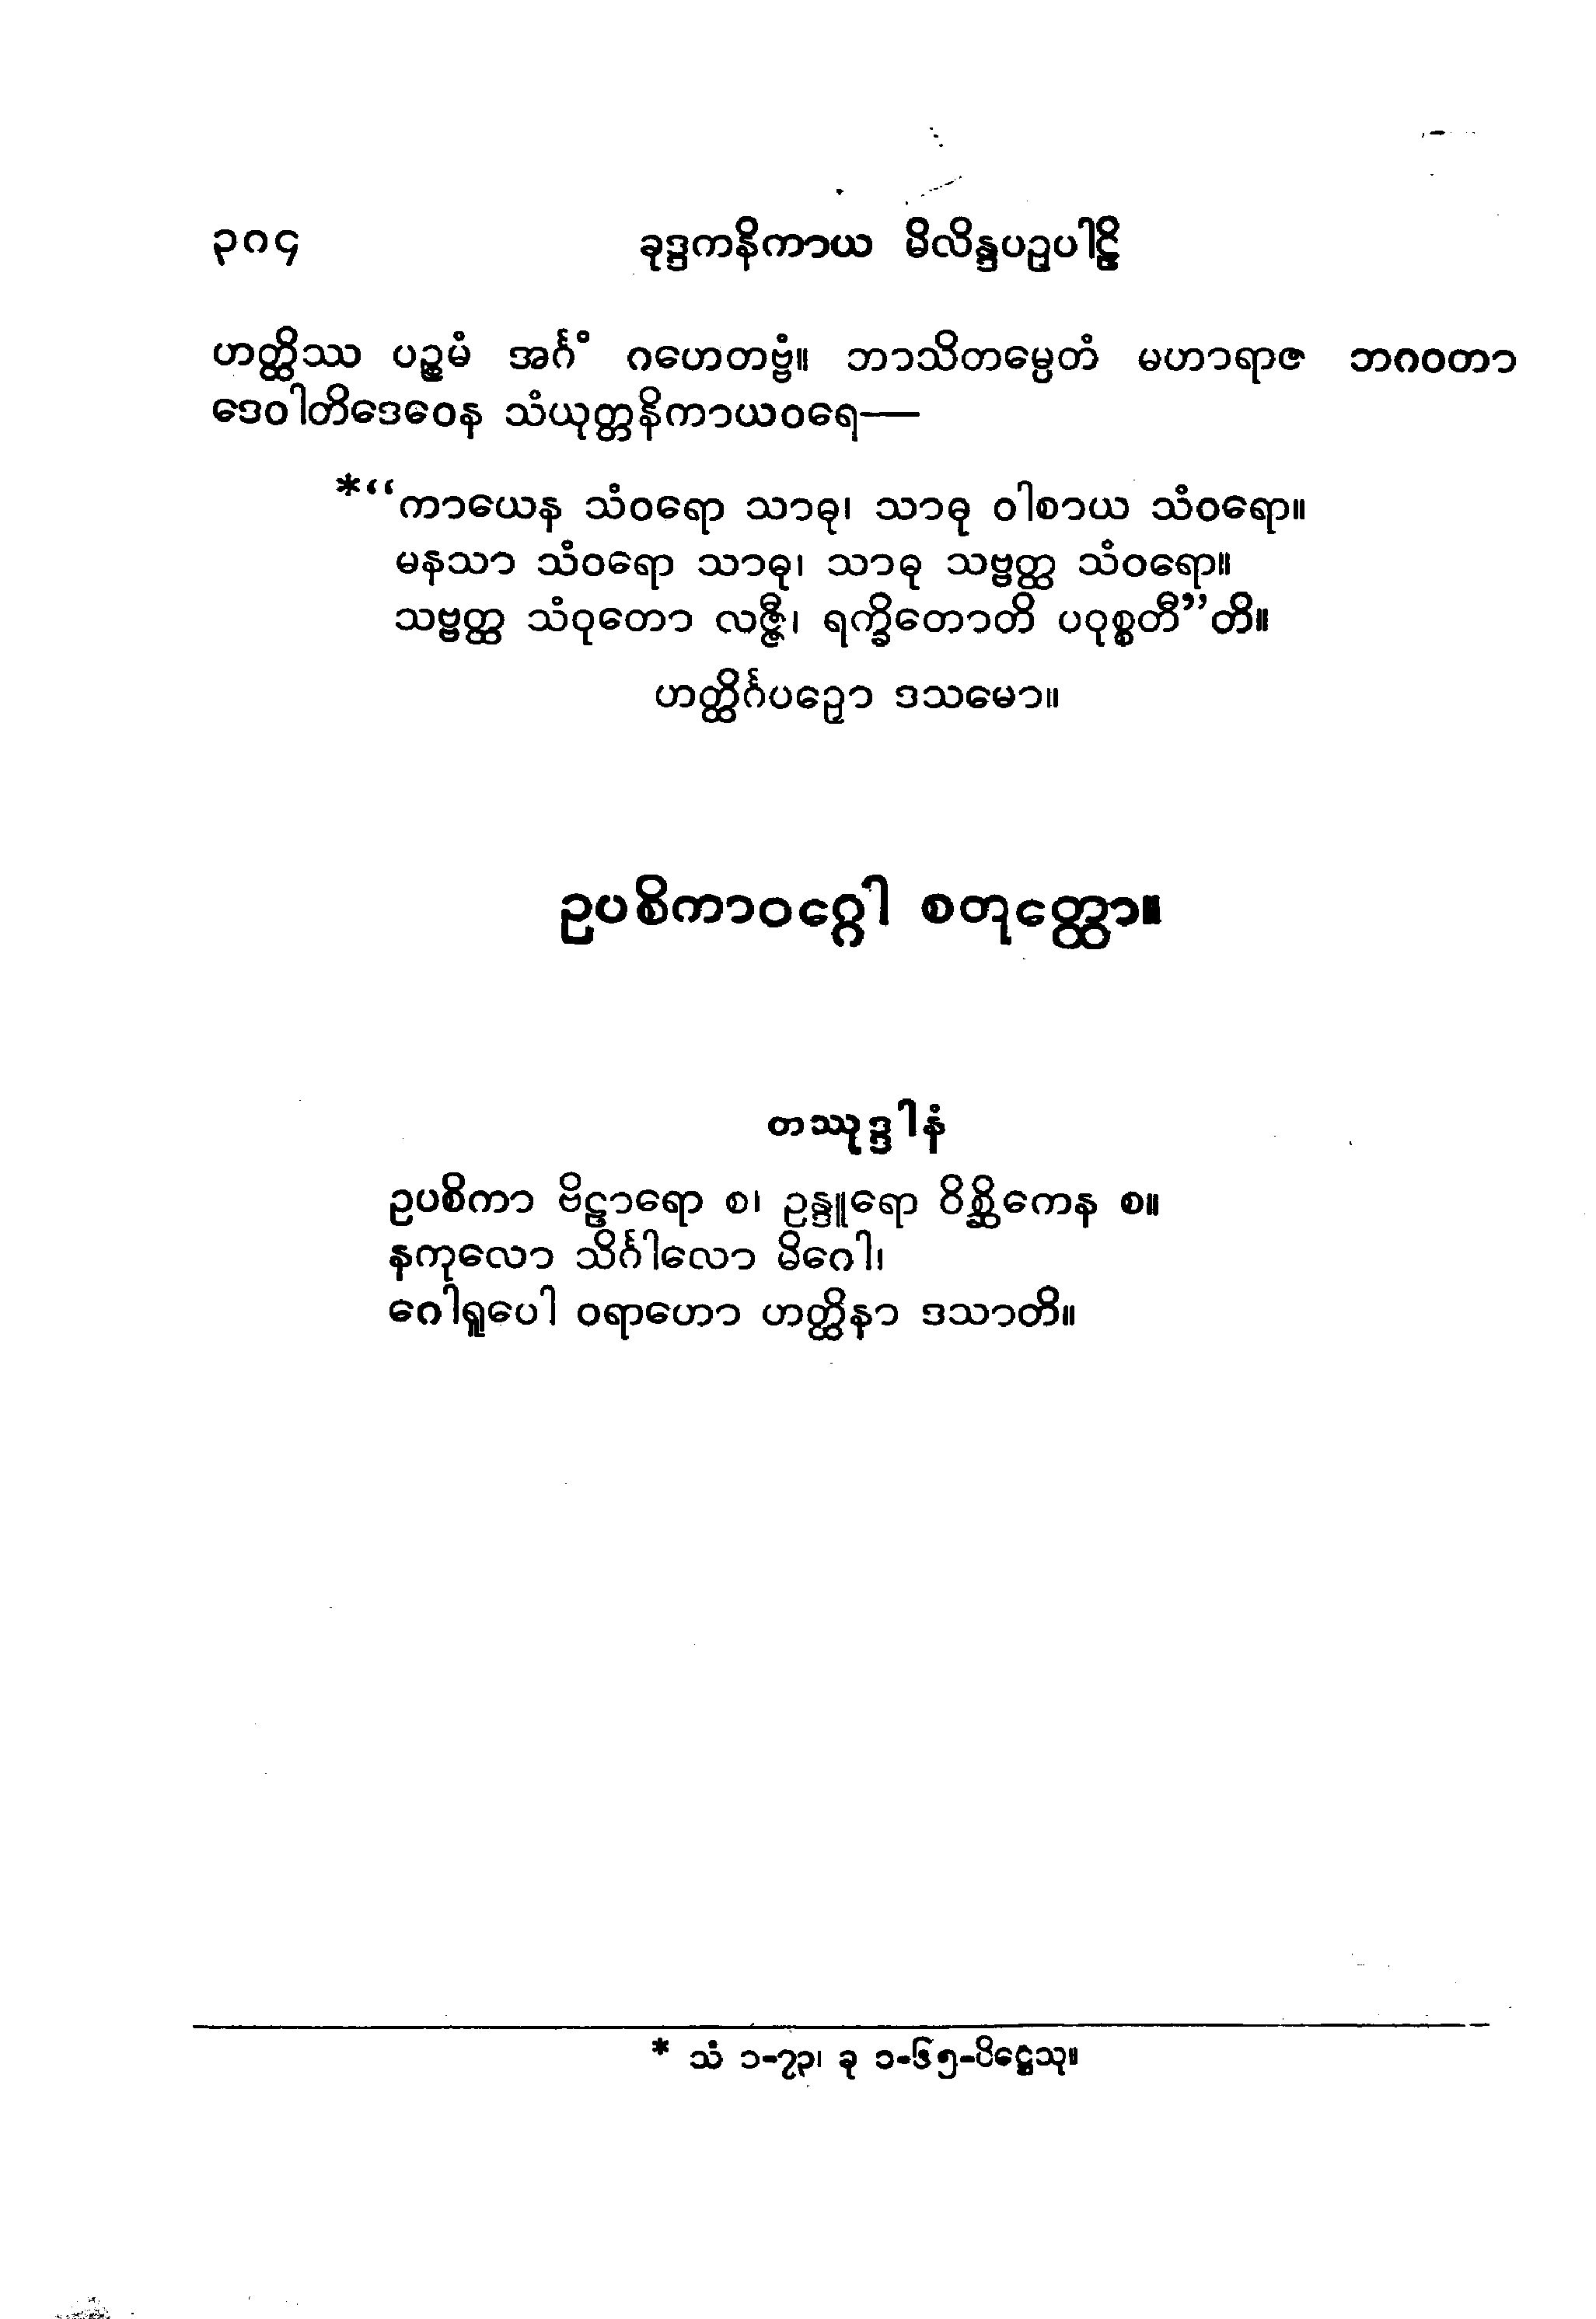 ၃၈၄ ခုဒ္ဒကနိကာယ မိလိန္ဒပဉှပါဠိ
ဟတ္ထိဿ ပဉ္စမံ အင်္ဂံ ဂဟေတဗ္ဗံ။ ဘာသိတမ္ပေတံ မဟာရာဇ ဘဂဝတာ
ဒေဝါတိဒေဝေန သံယုတ္တနိကာယဝရေ—
*“ကာယေန သံဝရော သာဓု၊ သာဓု ဝါစာယ သံဝရော။
မနသာ သံဝရော သာဓု၊ သာဓု သဗ္ဗတ္ထ သံဝရော။
သဗ္ဗတ္ထ သံဝုတော လဇ္ဇီ၊ ရက္ခိတောတိ ပဝုစ္စတီ”တိ။
ဟတ္ထိင်္ဂပဉှော ဒသမော။
ဥပစိကာဝဂ္ဂေါ စတုတ္ထော။
တဿုဒ္ဒါနံ
ဥပစိကာ ဗိဠာရော စ၊ ဥန္ဒူရော ဝိစ္ဆိကေန စ။
နကုလော သိင်္ဂါလော မိဂေါ၊
ဂေါရူပေါ ဝရာဟော ဟတ္ထိနာ ဒသာတိ။
* သံ ၁-၇၃၊ ခု ၁-၆၅-ပိဋ္ဌေသု။